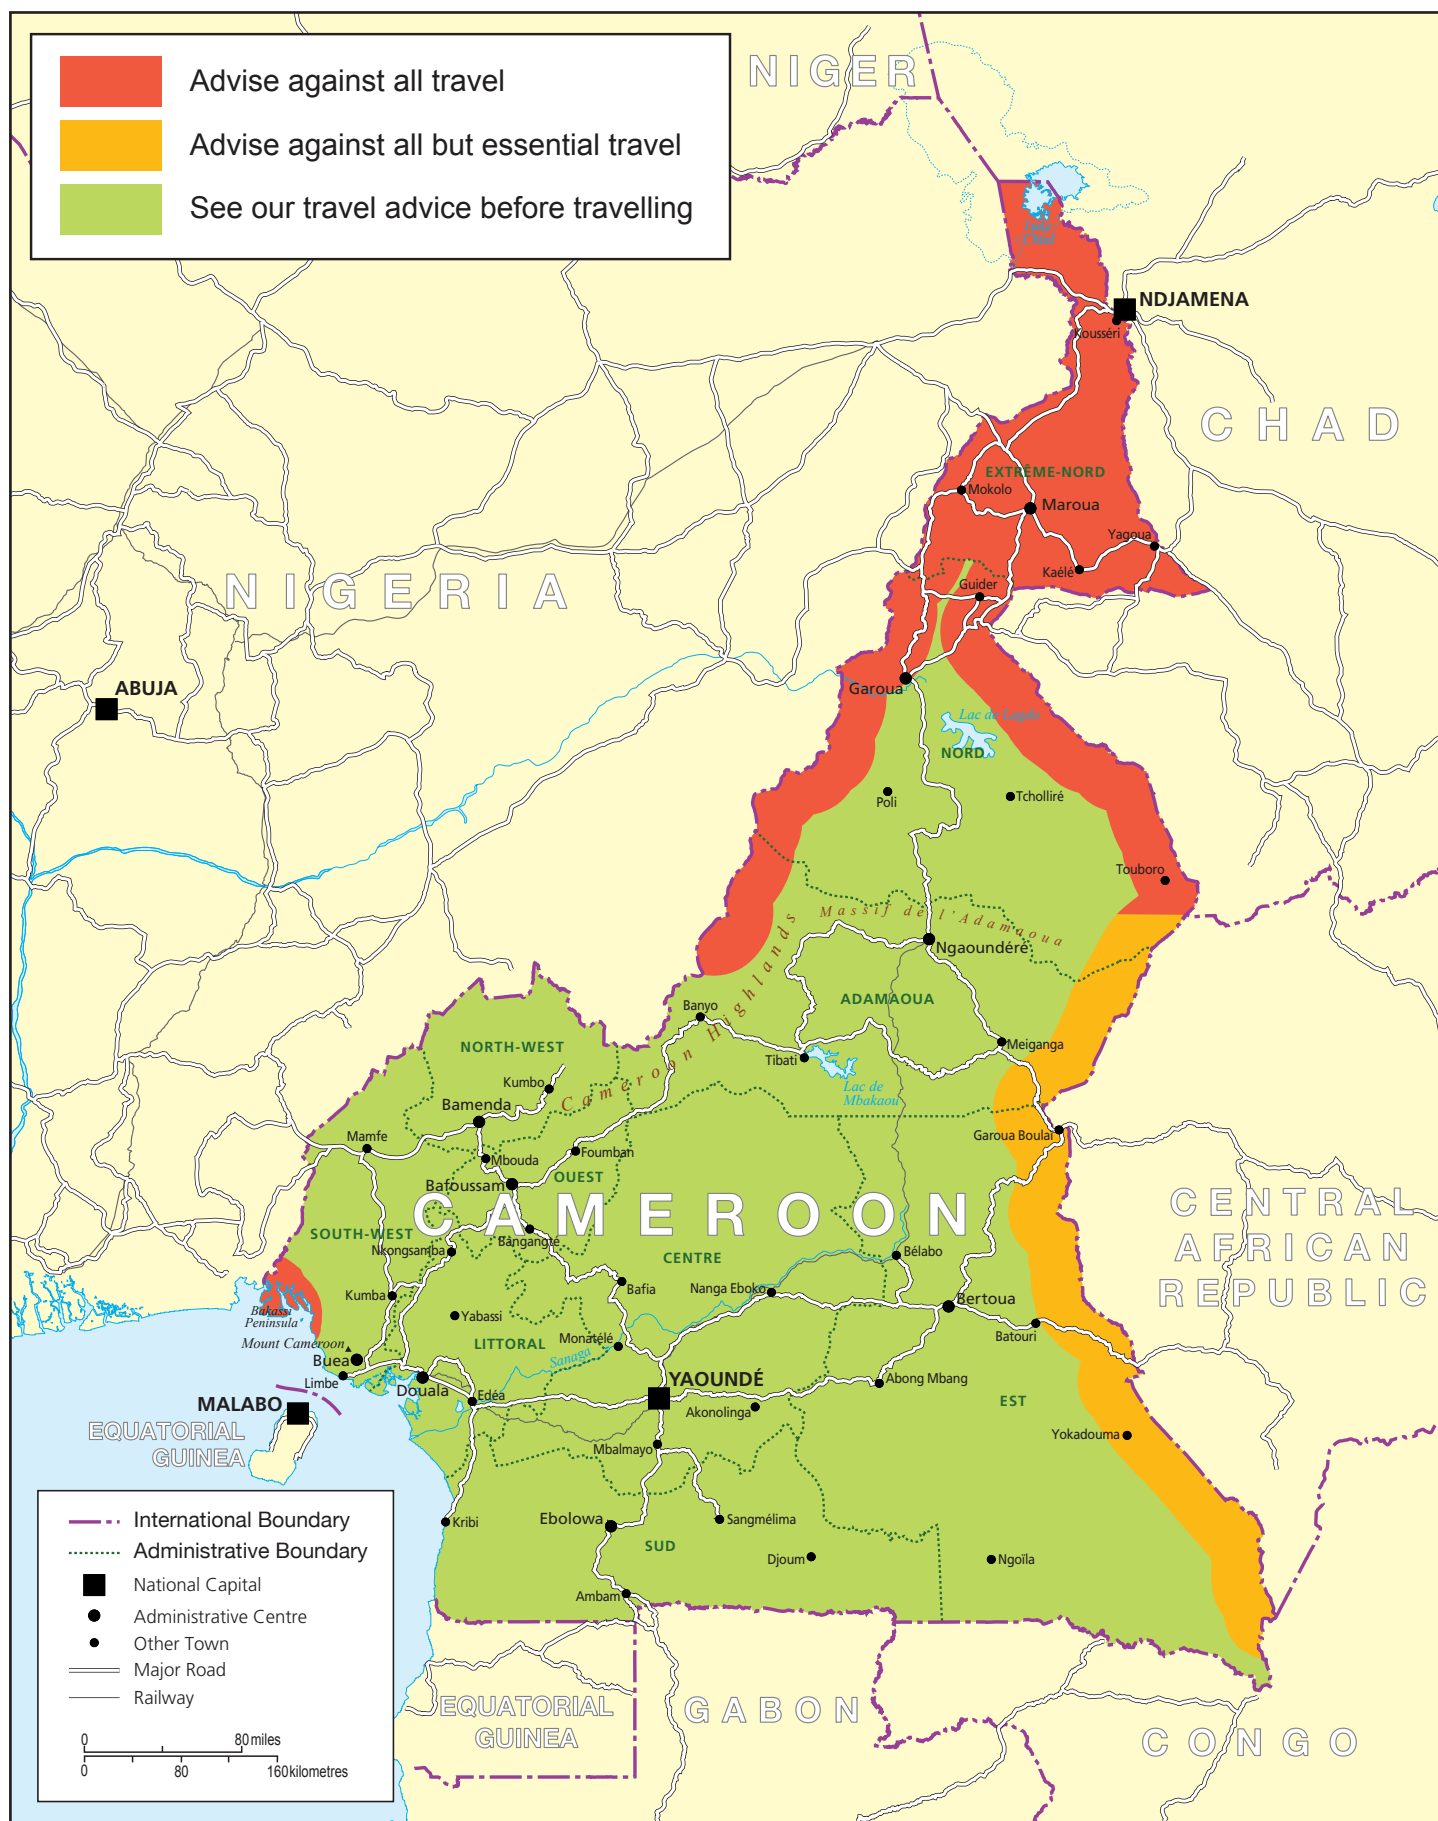 Advise against all travel
Advise against all but essential travel
See our travel advice before travelling
NIGER
Lake
Chad
NDJAMENA
Kousséri
CHAD
EXTRÊME-NORD
Mokolo
Maroua
Yagoua
Kaélé
Guider
NIGERIA
ABUJA
Garoua
Lac de Lagdo
NORD
Poli
Tcholliré
Touboro
Massif de l'Adamaoua
Ngaoundéré
Cameroon Highlands
ADAMAOUA
Banyo
Tibati
Meiganga
Lac de
Mbakaou
NORTH-WEST
Kumbo
Bamenda
Mamfe
Mbouda
Foumban
Garoua Boulai
OUEST
Bafoussam
CAMEROON
CENTRAL
AFRICAN
REPUBLIC
SOUTH-WEST
Nkongsamba
Bangangté
CENTRE
Bélabo
Bafia
Nanga Eboko
Kumba
Bertoua
Bakassi
Peninsula
Yabassi
Batouri
Mount Cameroon
LITTORAL
Monatélé
Sanaga
Buea
Limbe
Douala
Edéa
YAOUNDÉ
Abong Mbang
Akonolinga
EST
MALABO
EQUATORIAL
GUINEA
Mbalmayo
Yokadouma
Kribi
Ebolowa
Sangmélima
SUD
Djoum
Ngoïla
Ambam
EQUATORIAL
GUINEA
GABON
CONGO
International Boundary
Administrative Boundary
National Capital
Administrative Centre
Other Town
Major Road
Railway
0 80 miles
0 80 160 kilometres